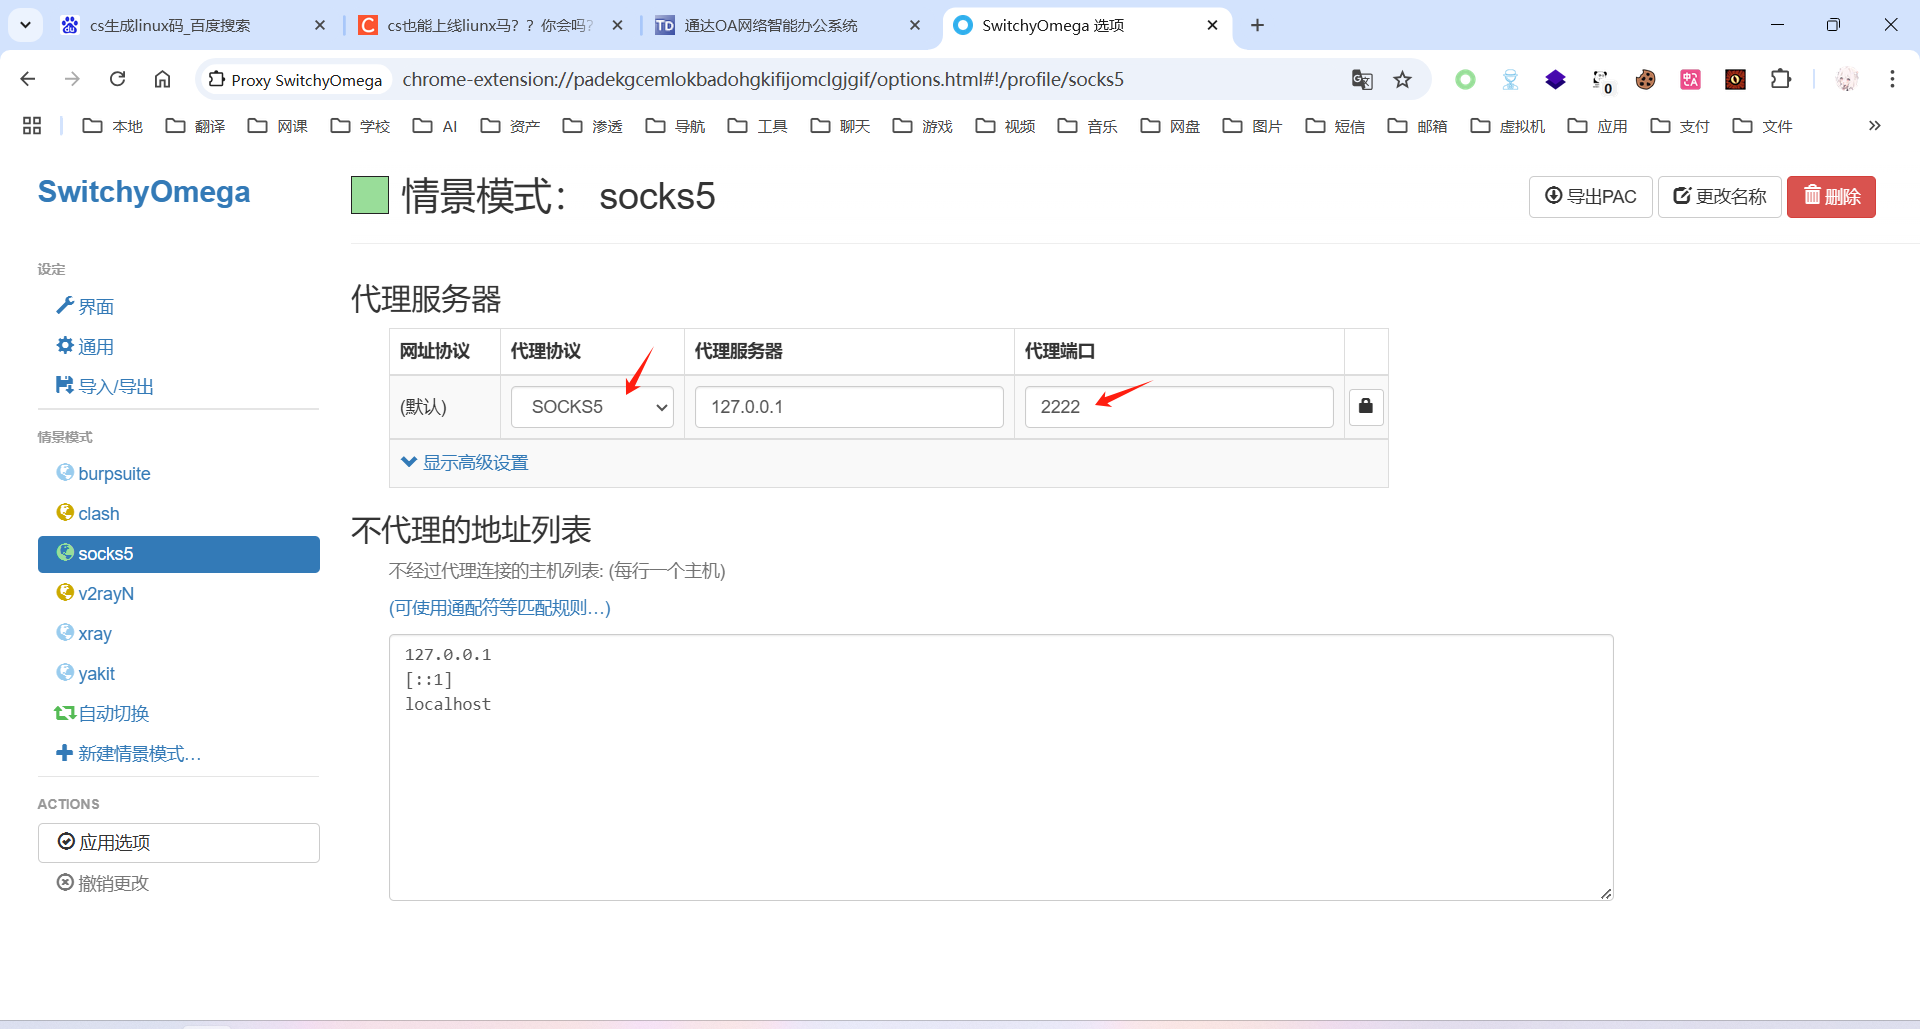 cs生成linux码_百度搜索
cs也能上线liunx马？？你会吗?
TD 通达OA网络智能办公系统
SwitchyOmega 选项
Proxy SwitchyOmega
chrome-extension://padekgcemlokbadohgkifijomclgjgif/options.html#!/profile/socks5
0
本地 翻译 网课 学校 AI 资产 渗透 导航 工具 聊天 游戏 视频 音乐 网盘 图片 短信 邮箱 虚拟机 应用 支付 文件
SwitchyOmega
设定
界面
通用
导入/导出
情景模式
burpsuite
clash
socks5
v2rayN
xray
yakit
自动切换
新建情景模式…
ACTIONS
应用选项
撤销更改
情景模式： socks5
导出PAC 更改名称 删除
代理服务器
网址协议 代理协议 代理服务器 代理端口
(默认) SOCKS5 127.0.0.1 2222
显示高级设置
不代理的地址列表
不经过代理连接的主机列表: (每行一个主机)
(可使用通配符等匹配规则…)
127.0.0.1
[::1]
localhost